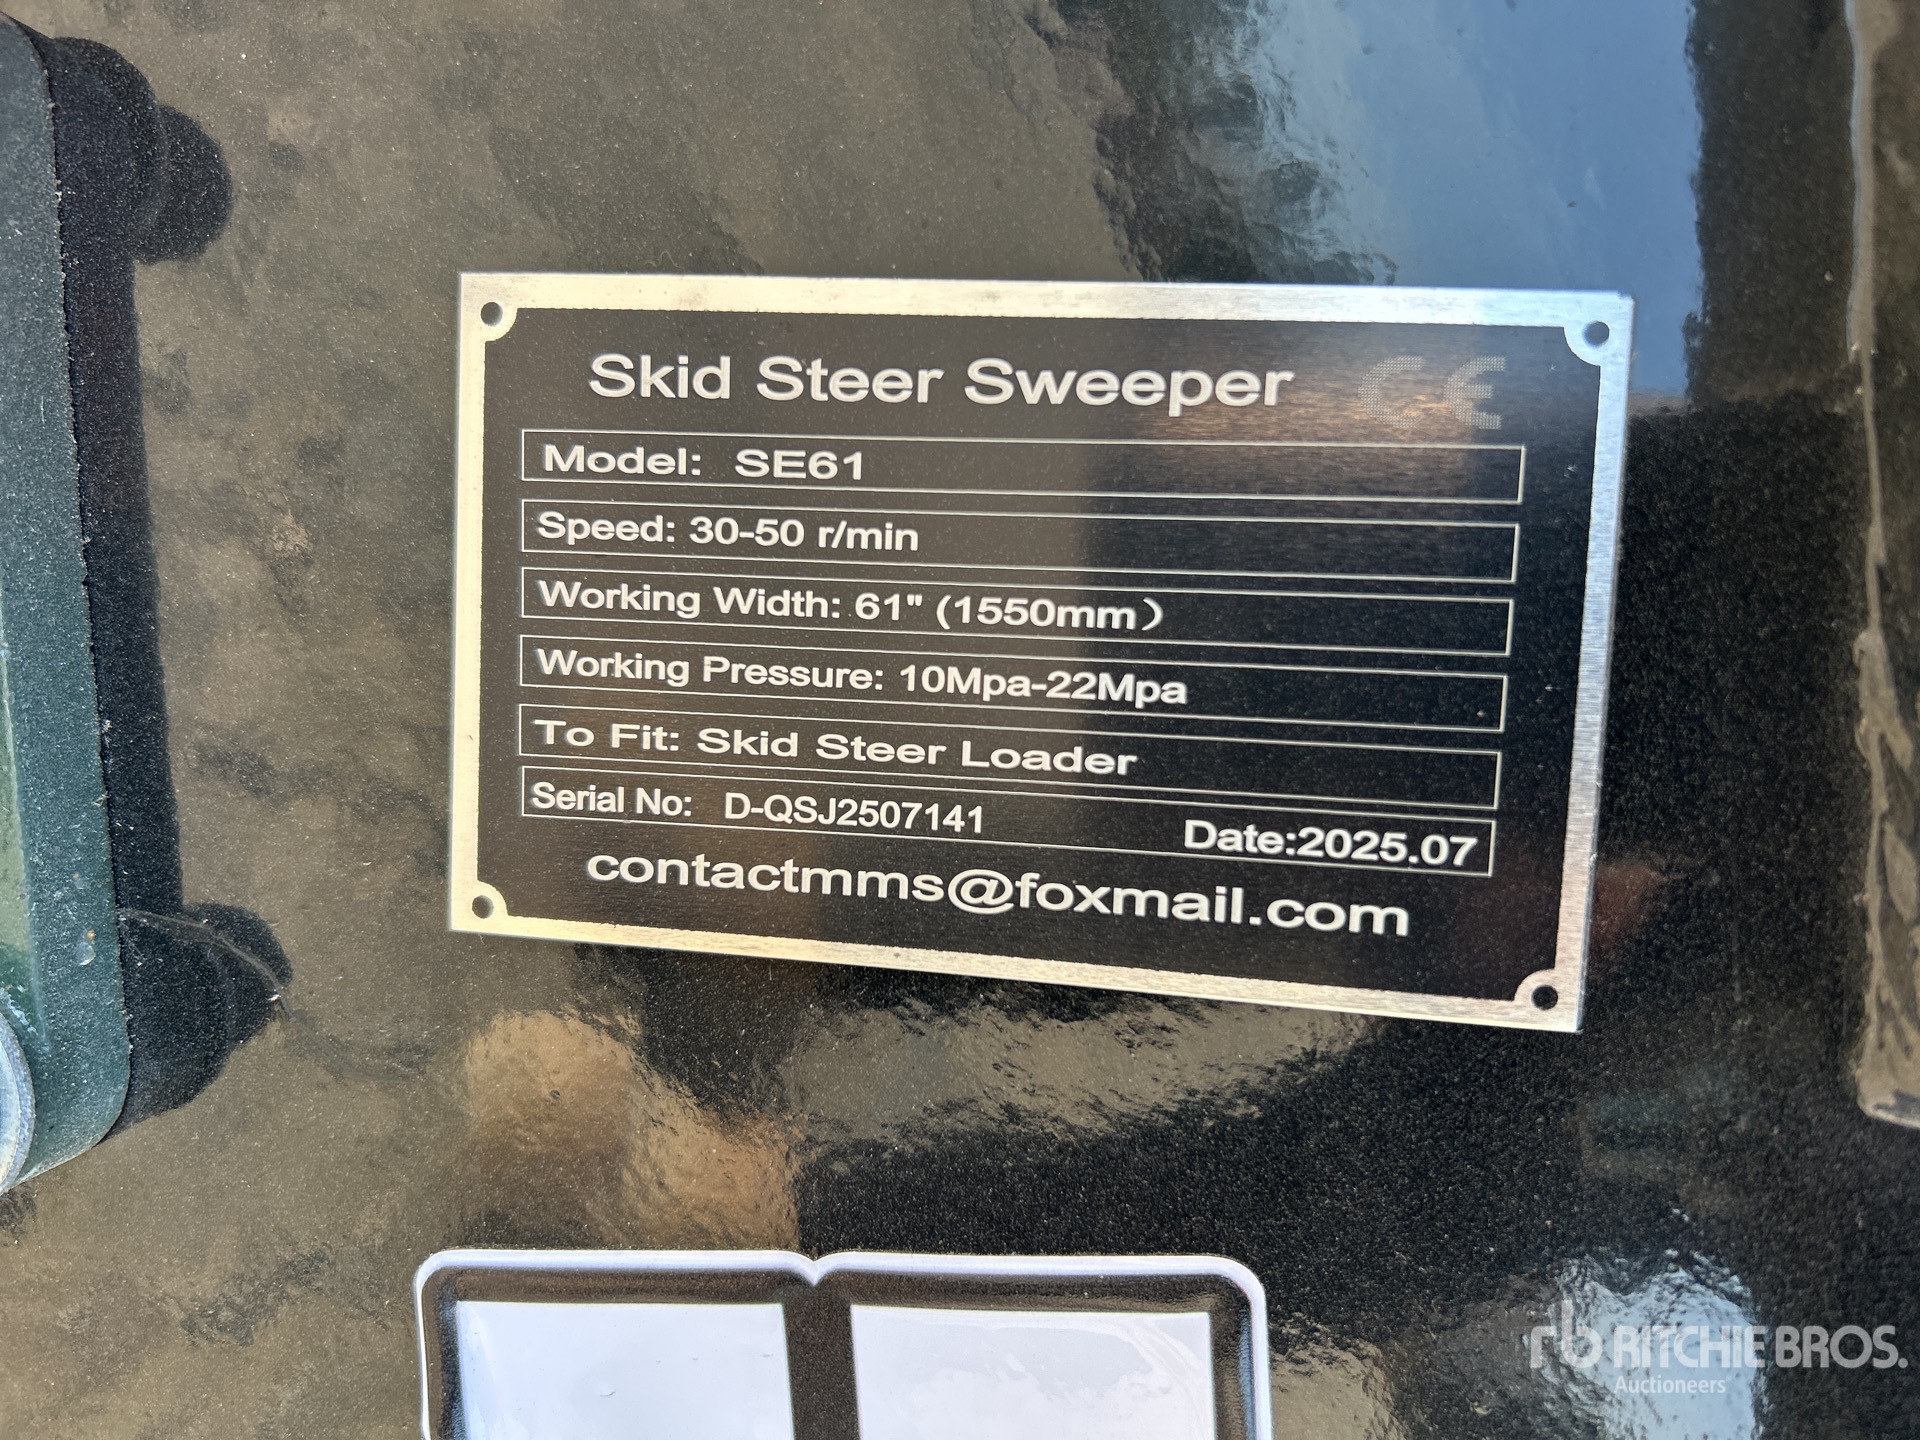 Skid Steer Sweeper CE
Model: SE61
Speed: 30-50 r/min
Working Width: 61" (1550mm）
Working Pressure: 10Mpa-22Mpa
To Fit: Skid Steer Loader
Serial No: D-QSJ2507141 Date:2025.07
contactmms@foxmail.com
rb RITCHIE BROS.
Auctioneers